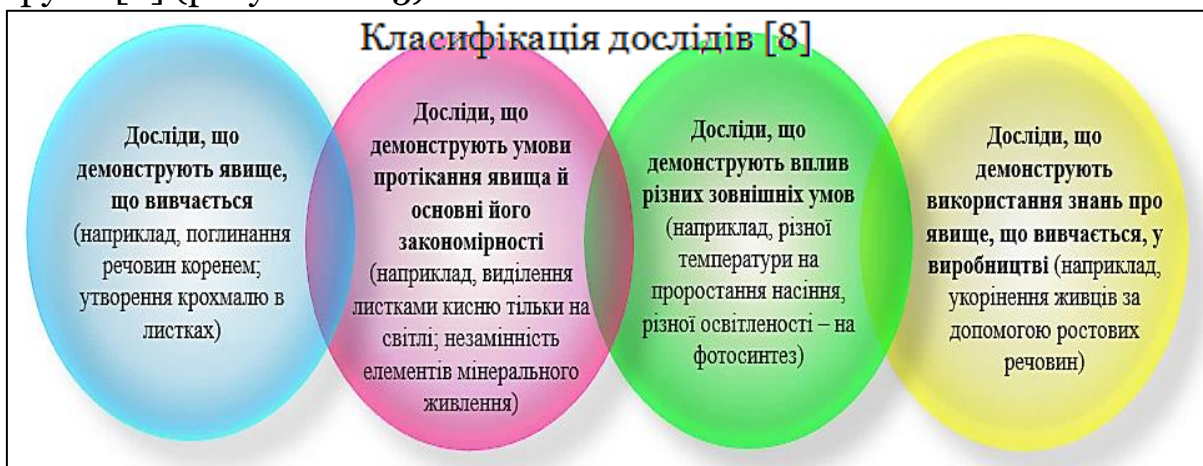 Класифікація дослідів [8]
Досліди, що
демонструють явище,
що вивчається
(наприклад, поглинання
речовин коренем;
утворення крохмалю в
листках)
Досліди, що
демонструють умови
протікання явища й
основні його
закономірності
(наприклад, виділення
листками кисню тільки на
світлі; незамінність
елементів мінерального
живлення)
Досліди, що
демонструють вплив
різних зовнішніх умов
(наприклад, різної
температури на
проростання насіння,
різної освітленості – на
фотосинтез)
Досліди, що
демонструють
використання знань про
явище, що вивчається, у
виробництві (наприклад,
укорінення живців за
допомогою ростових
речовин)